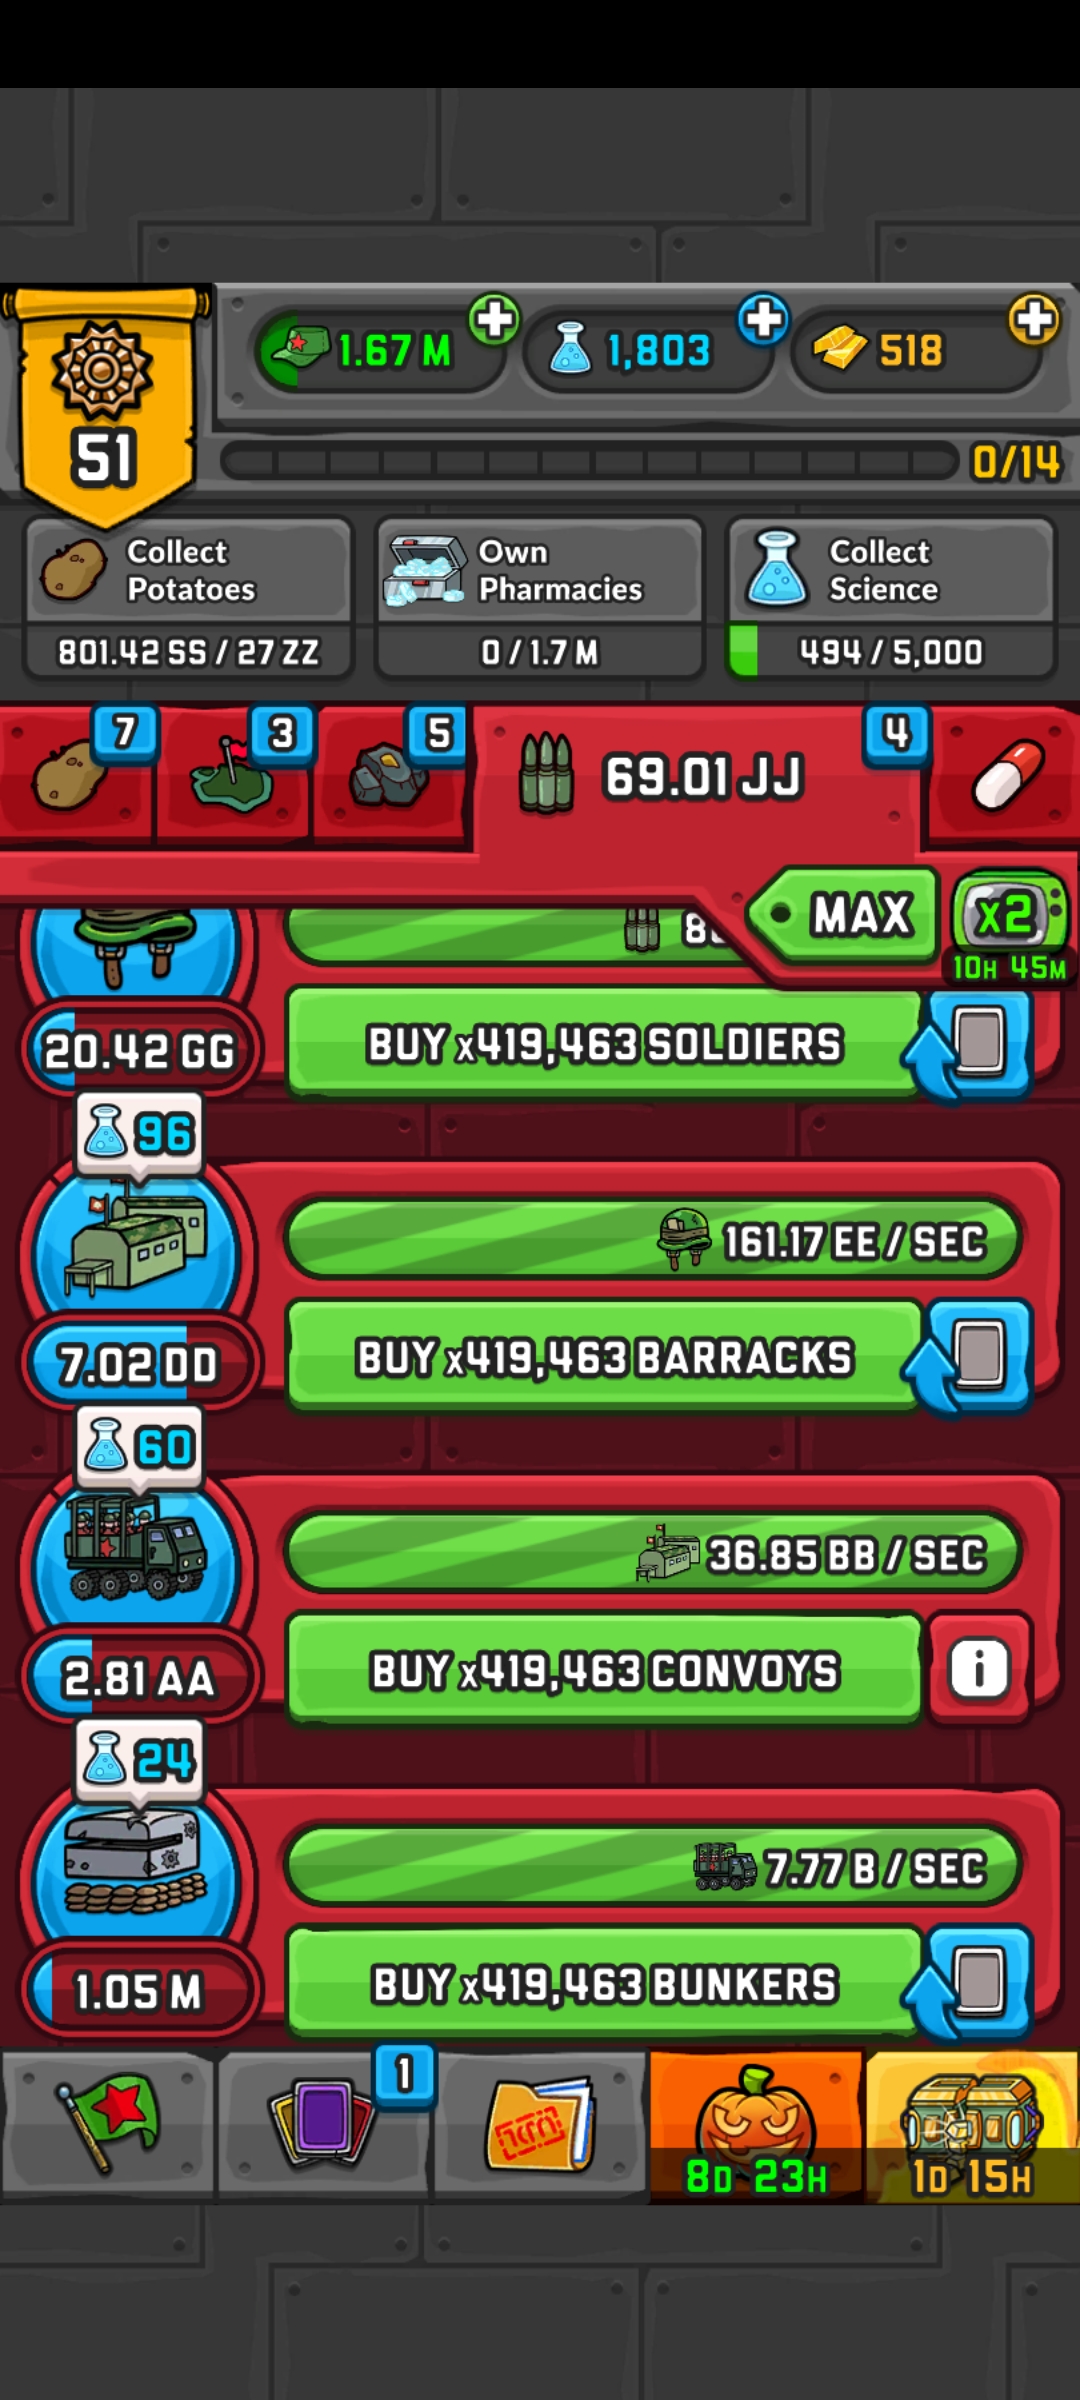 1.67 M
1,803
518
51
0/14
Collect
Potatoes
801.42 SS / 27 ZZ
Own
Pharmacies
0 / 1.7 M
Collect
Science
494 / 5,000
7
3
5
69.01 JJ
4
MAX
x2
10H 45M
20.42 GG
BUY x419,463 SOLDIERS
96
161.17 EE / SEC
7.02 DD
BUY x419,463 BARRACKS
60
36.85 BB / SEC
2.81 AA
BUY x419,463 CONVOYS
i
24
7.77 B / SEC
1.05 M
BUY x419,463 BUNKERS
1
8D 23H
1D 15H